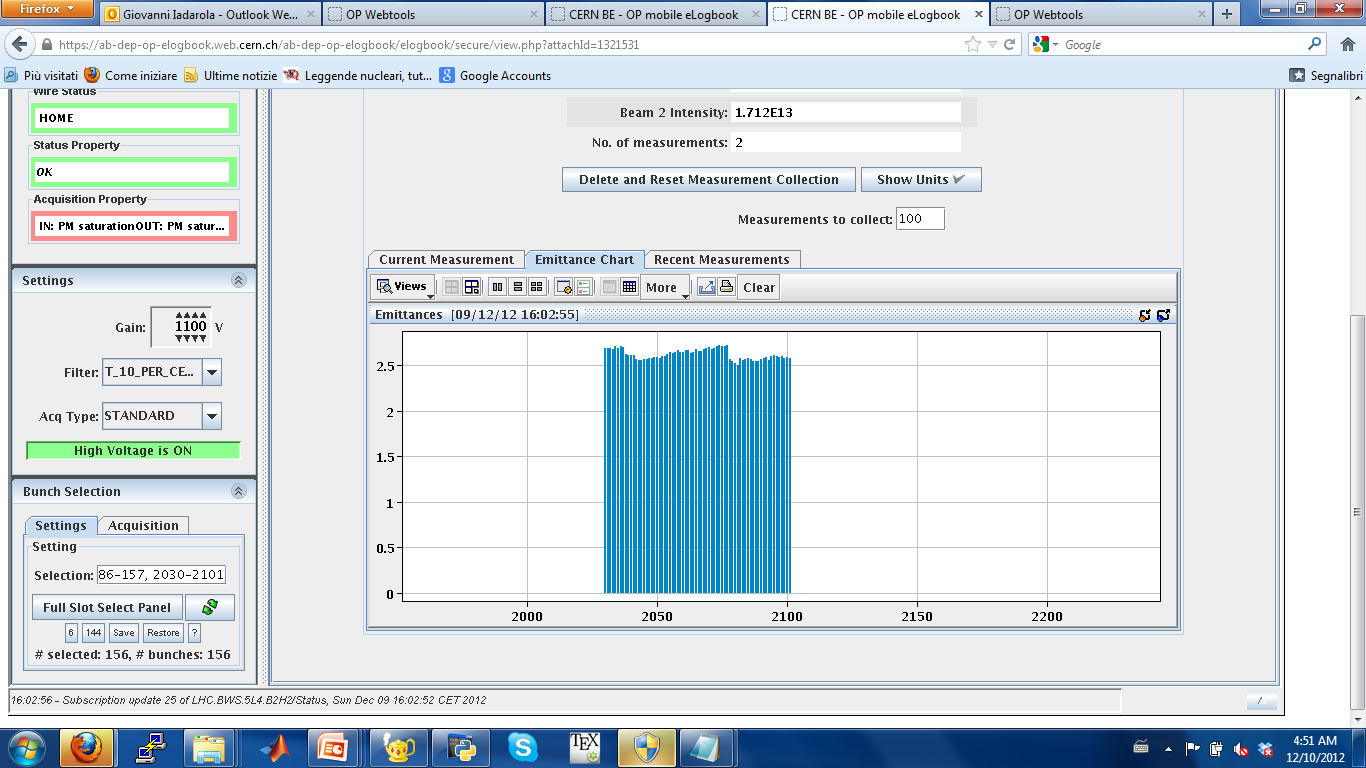 Firefox
Giovanni Iadarola - Outlook We...
OP Webtools
CERN BE - OP mobile eLogbook
CERN BE - OP mobile eLogbook
OP Webtools
https://ab-dep-op-elogbook.web.cern.ch/ab-dep-op-elogbook/elogbook/secure/view.php?attachId=1321531
Google
Più visitati
Come iniziare
Ultime notizie
Leggende nucleari, tut...
Google Accounts
Segnalibri
Wire Status
HOME
Status Property
OK
Acquisition Property
IN: PM saturationOUT: PM satur...
Settings
Gain: 1100 V
Filter: T_10_PER_CE...
Acq Type: STANDARD
High Voltage is ON
Bunch Selection
Settings Acquisition
Setting
Selection: 86-157, 2030-2101
Full Slot Select Panel
6 144 Save Restore ?
# selected: 156, # bunches: 156
Beam 2 Intensity: 1.712E13
No. of measurements: 2
Delete and Reset Measurement Collection Show Units
Measurements to collect: 100
Current Measurement Emittance Chart Recent Measurements
Views More Clear
Emittances [09/12/12 16:02:55]
2.5
2
1.5
1
0.5
0
2000 2050 2100 2150 2200
16:02:56 - Subscription update 25 of LHC.BWS.5L4.B2H2/Status, Sun Dec 09 16:02:52 CET 2012
TEX
4:51 AM
12/10/2012